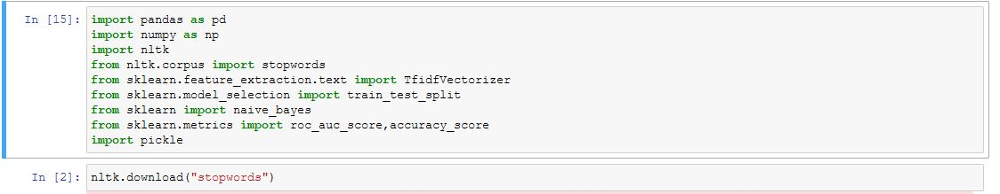 In [15]: import pandas as pd
import numpy as np
import nltk
from nltk.corpus import stopwords
from sklearn.feature_extraction.text import TfidfVectorizer
from sklearn.model_selection import train_test_split
from sklearn import naive_bayes
from sklearn.metrics import roc_auc_score,accuracy_score
import pickle
In [2]: nltk.download("stopwords")